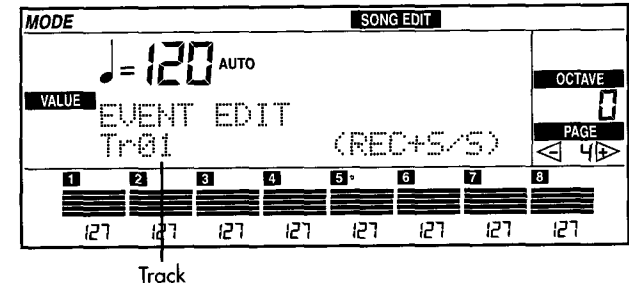 MODE SONG EDIT
♩=120 AUTO
OCTAVE
0
VALUE
EVENT EDIT
Tr01 (REC+S/S)
PAGE
- 4 +
1 2 3 4 5 6 7 8
127 127 127 127 127 127 127 127
Track